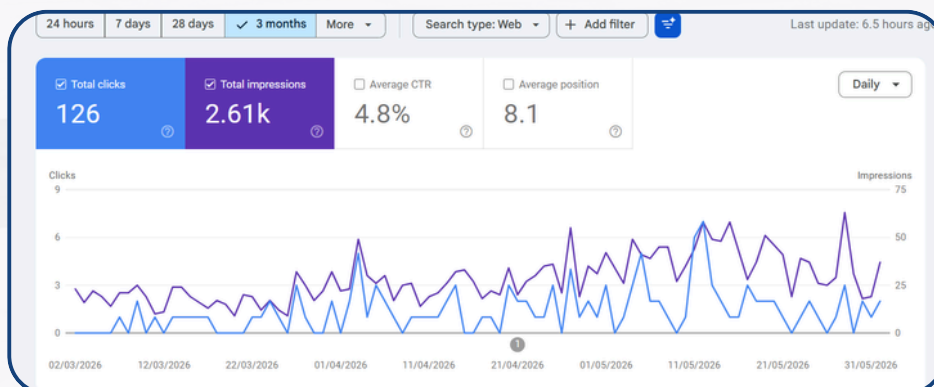 24 hours 7 days 28 days 3 months More Search type: Web Add filter Last update: 6.5 hours ago
Total clicks Total impressions Average CTR Average position Daily
126 2.61k 4.8% 8.1
Clicks Impressions
9 75
6 50
3 25
0 0
1
02/03/2026 12/03/2026 22/03/2026 01/04/2026 11/04/2026 21/04/2026 01/05/2026 11/05/2026 21/05/2026 31/05/2026